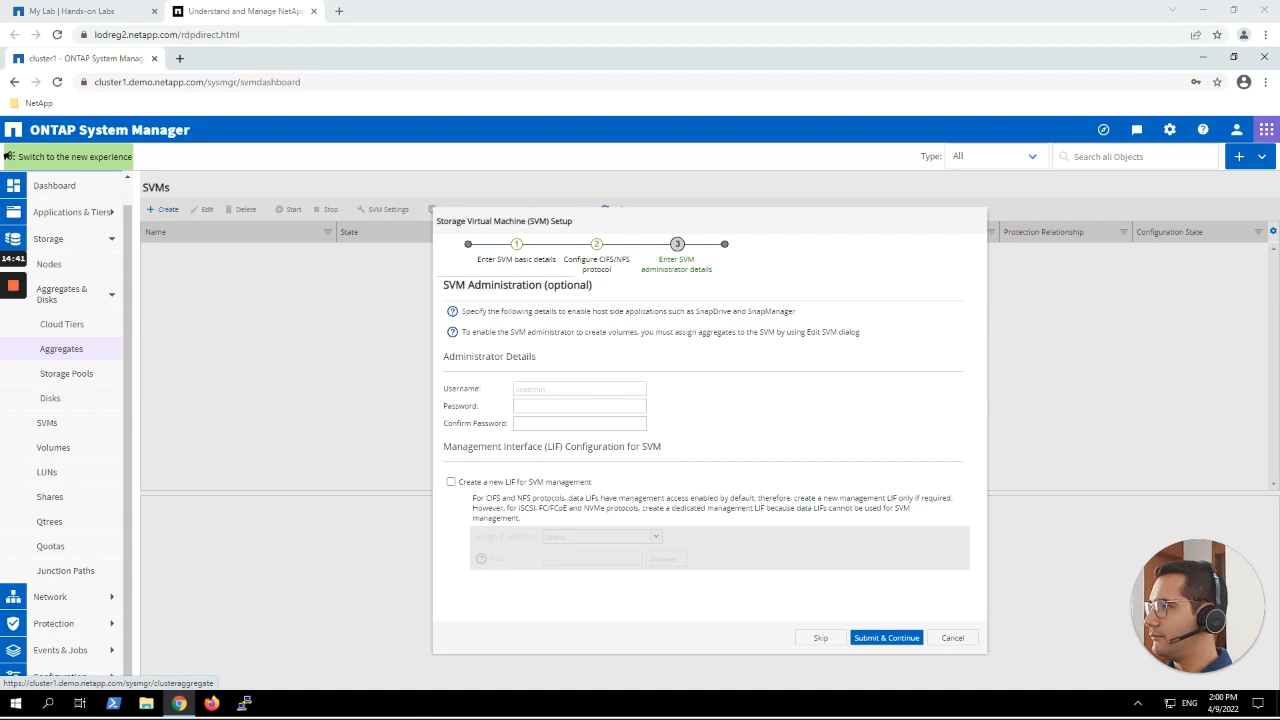 My Lab | Hands-on Labs
Understand and Manage NetApp
lodreg2.netapp.com/rdpdirect.html
cluster1 - ONTAP System Manag
cluster1.demo.netapp.com/sysmgr/svmdashboard
NetApp
ONTAP System Manager
Switch to the new experience
Type: All
Search all Objects
Dashboard
Applications & Tiers
Storage
14:41
Nodes
Aggregates &
Disks
Cloud Tiers
Aggregates
Storage Pools
Disks
SVMs
Volumes
LUNs
Shares
Qtrees
Quotas
Junction Paths
Network
Protection
Events & Jobs
SVMs
Create Edit Delete Start Stop SVM Settings
Name State Protection Relationship Configuration State
Storage Virtual Machine (SVM) Setup
1 2 3
Enter SVM basic details
Configure CIFS/NFS
protocol
Enter SVM
administrator details
SVM Administration (optional)
Specify the following details to enable host side applications such as SnapDrive and SnapManager
To enable the SVM administrator to create volumes, you must assign aggregates to the SVM by using Edit SVM dialog
Administrator Details
Username: vsadmin
Password:
Confirm Password:
Management Interface (LIF) Configuration for SVM
Create a new LIF for SVM management
For CIFS and NFS protocols, data LIFs have management access enabled by default; therefore, create a new management LIF only if required.
However, for iSCSI, FC/FCoE and NVMe protocols, create a dedicated management LIF because data LIFs cannot be used for SVM
management.
Assign IP Address: Select
Port:
Skip Submit & Continue Cancel
https://cluster1.demo.netapp.com/sysmgr/clusteraggregate
ENG
2:00 PM
4/9/2022